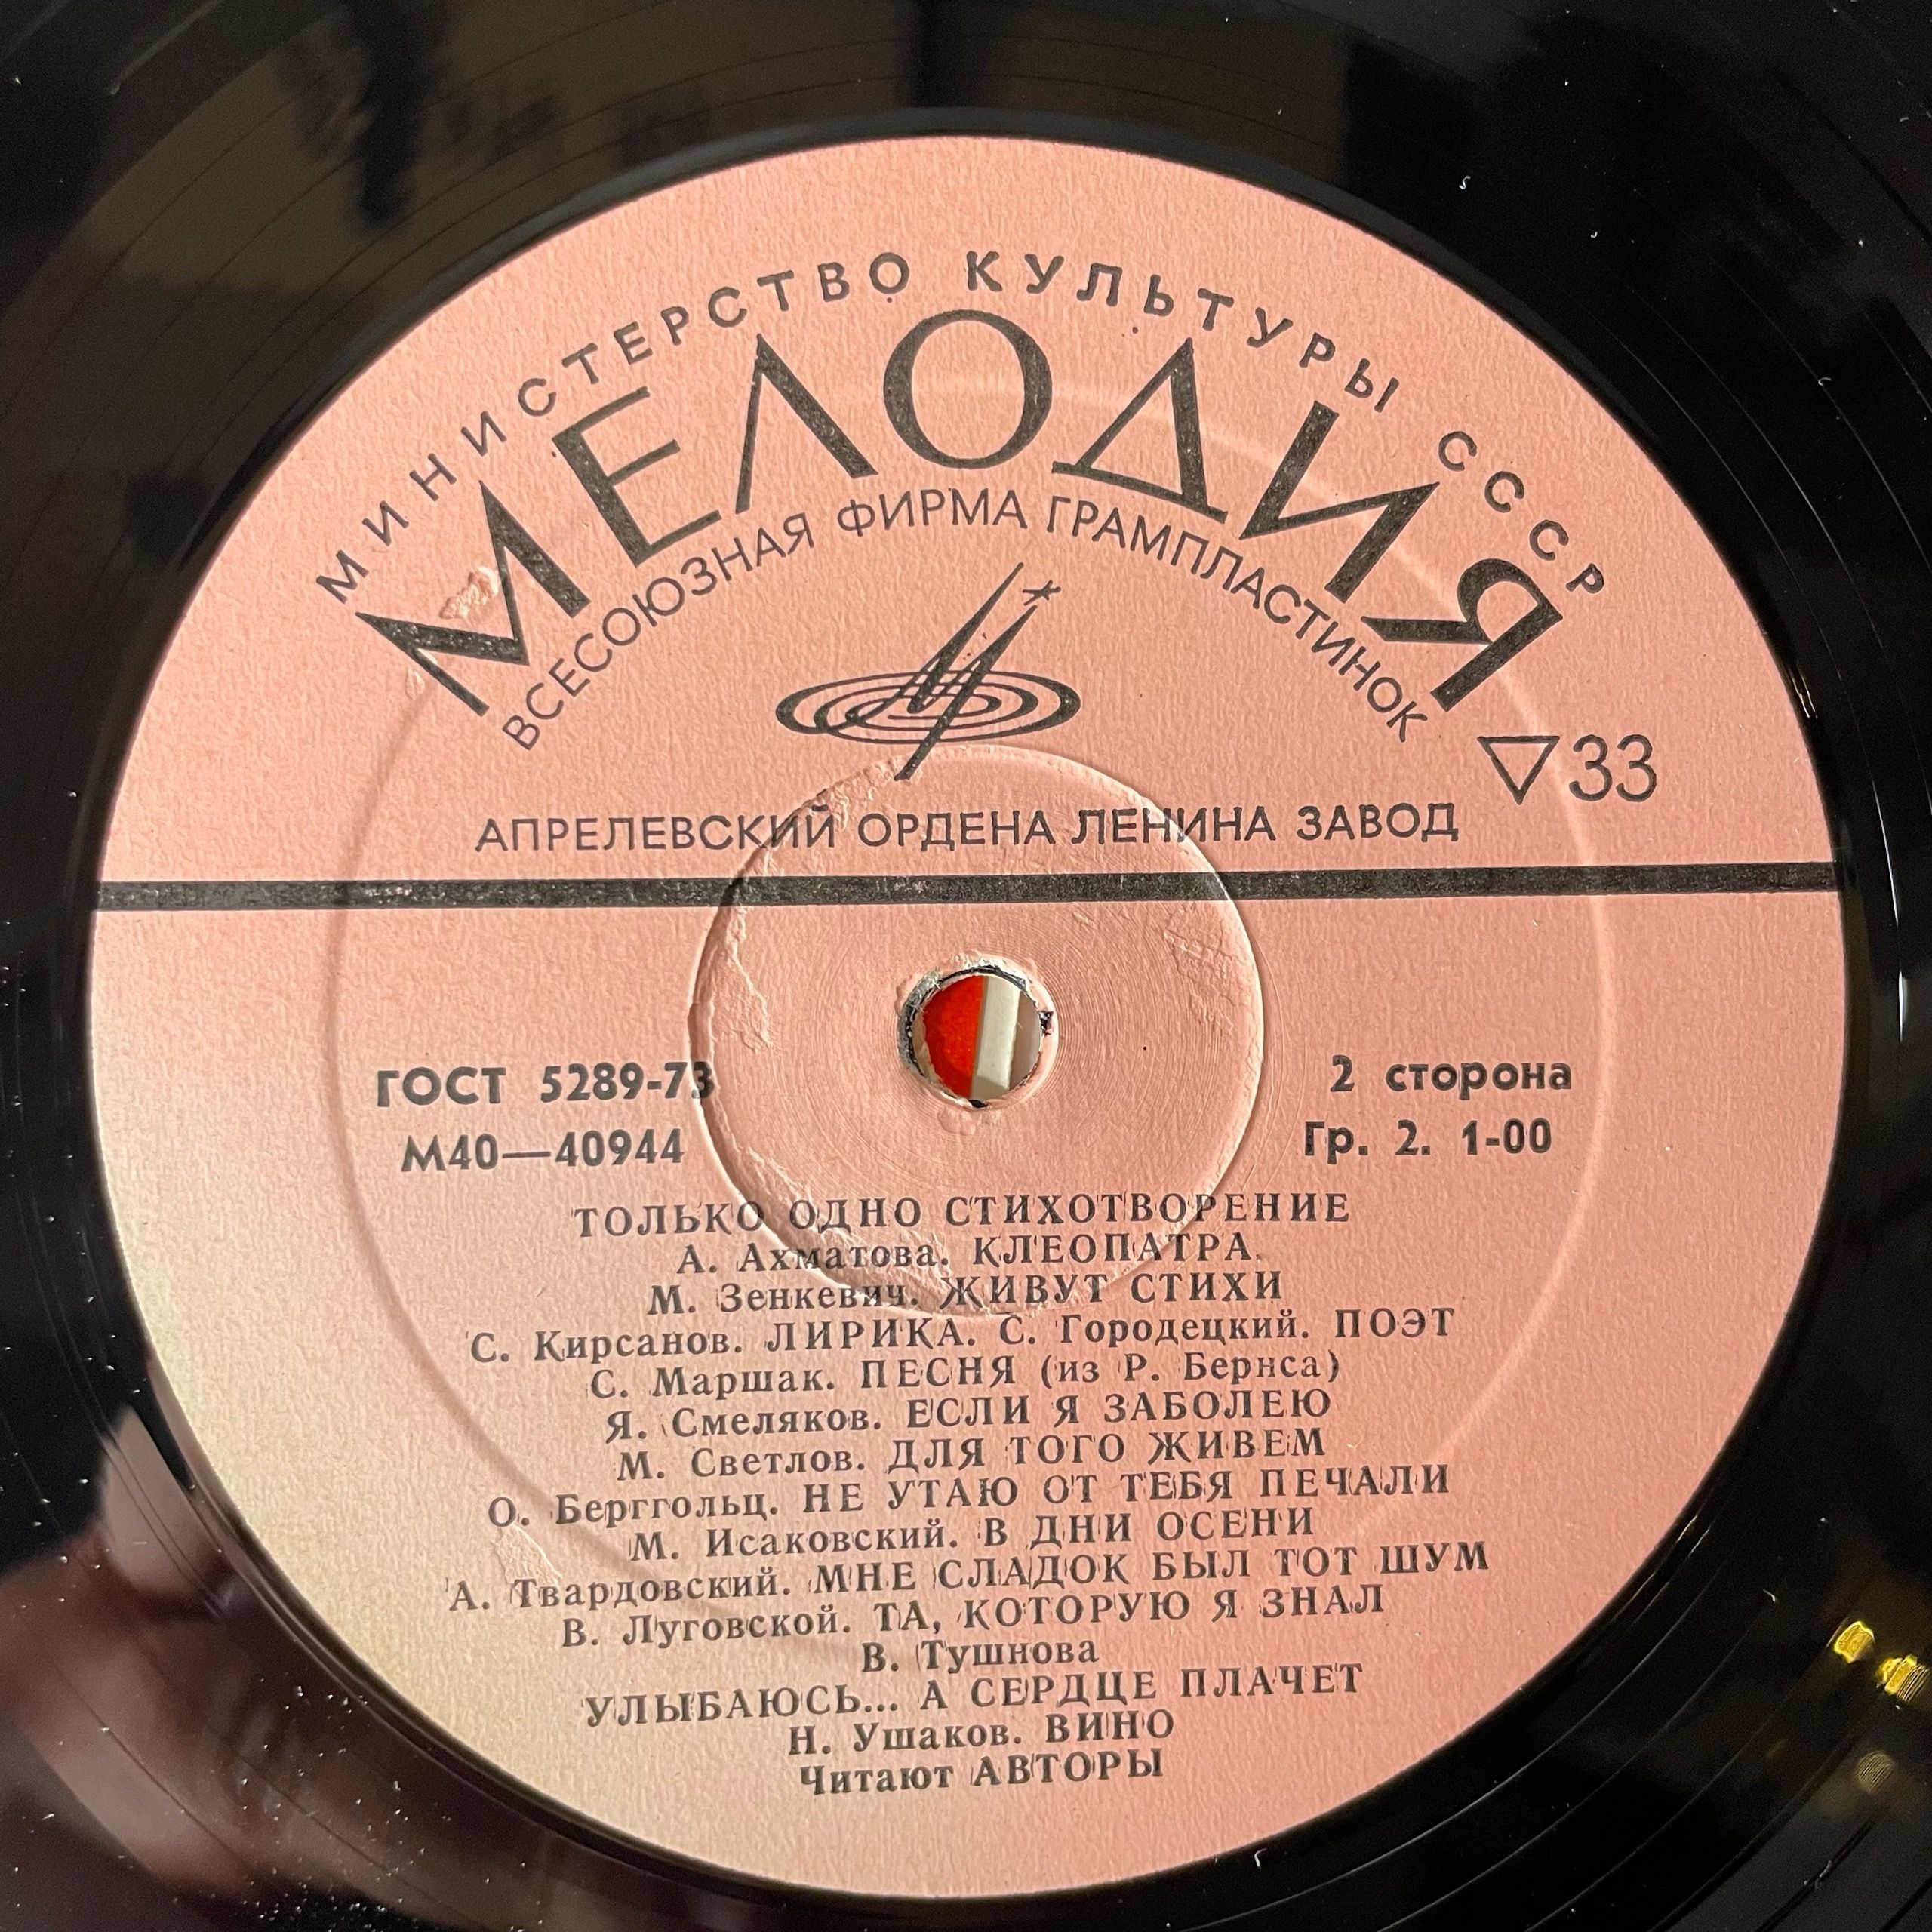 МИНИСТЕРСТВО КУЛЬТУРЫ СССР
МЕЛОДИЯ
ВСЕСОЮЗНАЯ ФИРМА ГРАМПЛАСТИНОК
▽33
АПРЕЛЕВСКИЙ ОРДЕНА ЛЕНИНА ЗАВОД
ГОСТ 5289-73
2 сторона
М40—40944
Гр. 2. 1-00
ТОЛЬКО ОДНО СТИХОТВОРЕНИЕ
А. Ахматова. КЛЕОПАТРА.
М. Зенкевич. ЖИВУТ СТИХИ
С. Кирсанов. ЛИРИКА. С. Городецкий. ПОЭТ
С. Маршак. ПЕСНЯ (из Р. Бернса)
Я. Смеляков. ЕСЛИ Я ЗАБОЛЕЮ
М. Светлов. ДЛЯ ТОГО ЖИВЕМ
О. Берггольц. НЕ УТАЮ ОТ ТЕБЯ ПЕЧАЛИ
М. Исаковский. В ДНИ ОСЕНИ
А. Твардовский. МНЕ СЛАДОК БЫЛ ТОТ ШУМ
В. Луговской. ТА, КОТОРУЮ Я ЗНАЛ
В. Тушнова
УЛЫБАЮСЬ... А СЕРДЦЕ ПЛАЧЕТ
Н. Ушаков. ВИНО
Читают АВТОРЫ